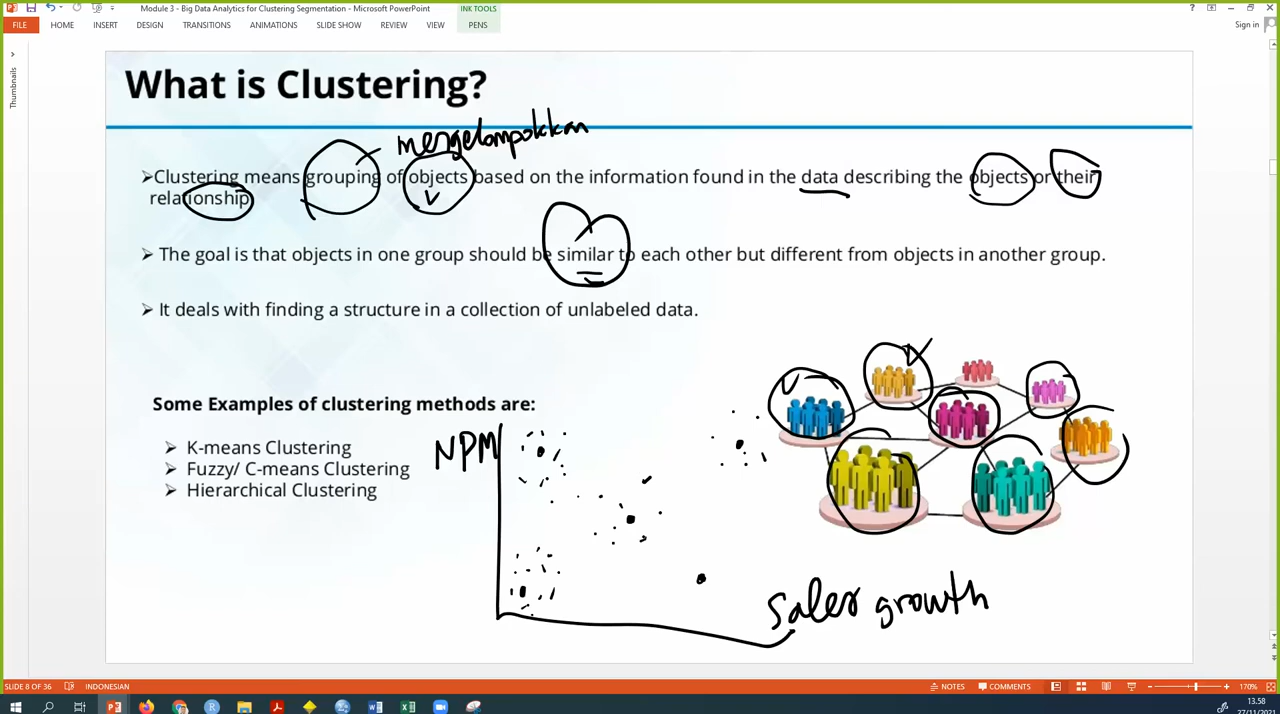 Module 3 - Big Data Analytics for Clustering Segmentation - Microsoft PowerPoint
INK TOOLS
Sign in
FILE HOME INSERT DESIGN TRANSITIONS ANIMATIONS SLIDE SHOW REVIEW VIEW PENS
Thumbnails
What is Clustering?
mengelompokkan
➢Clustering means grouping of objects based on the information found in the data describing the objects or their
relationship
➢ The goal is that objects in one group should be similar to each other but different from objects in another group.
➢ It deals with finding a structure in a collection of unlabeled data.
Some Examples of clustering methods are:
➢ K-means Clustering
➢ Fuzzy/ C-means Clustering
➢ Hierarchical Clustering
NPM
Sales growth
SLIDE 8 OF 36 INDONESIAN NOTES COMMENTS 170%
13.58
27/11/2021